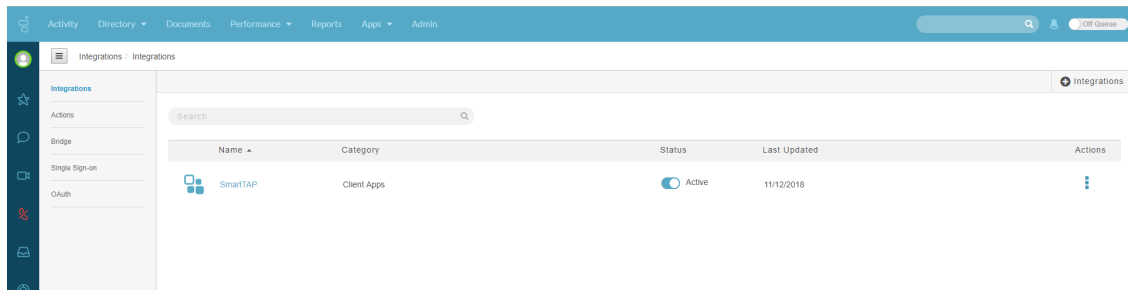 Activity Directory Documents Performance Reports Apps Admin Off Queue
Integrations / Integrations
Integrations
Integrations
Search
Actions
Bridge
Name Category Status Last Updated Actions
Single Sign-on
SmartTAP Client Apps Active 11/12/2018
OAuth